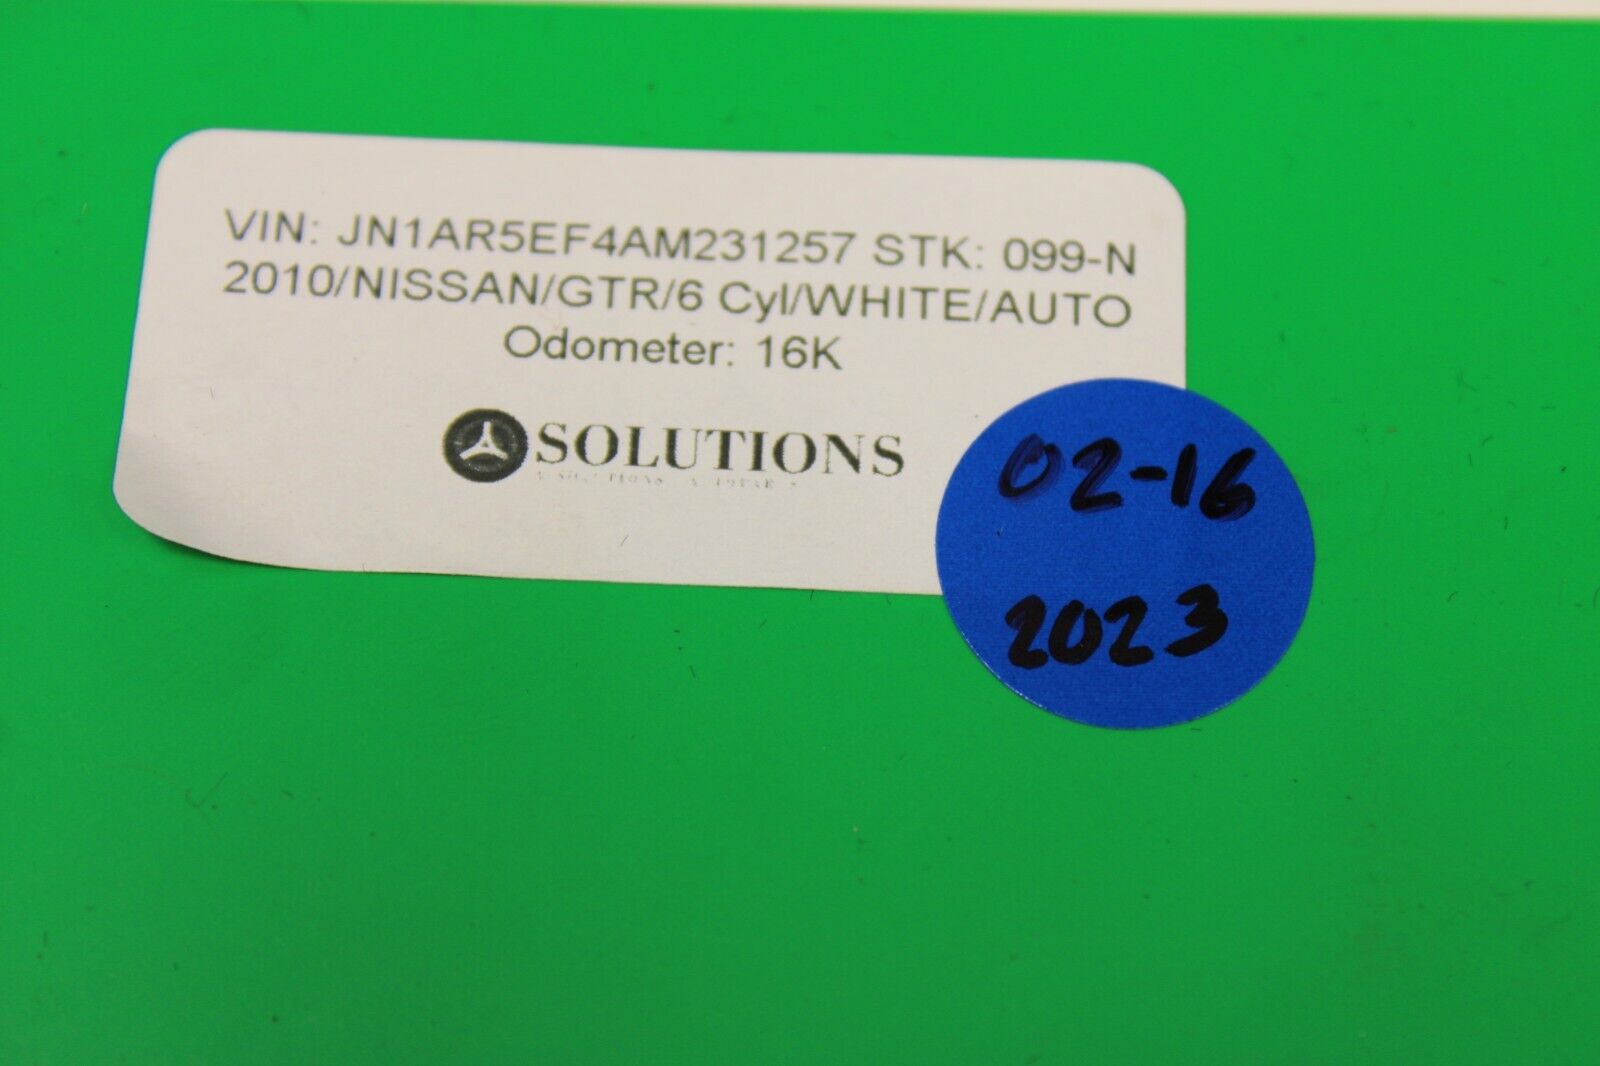 VIN: JN1AR5EF4AM231257 STK: 099-N
2010/NISSAN/GTR/6 Cyl/WHITE/AUTO
Odometer: 16K
SOLUTIONS
02-16
2023